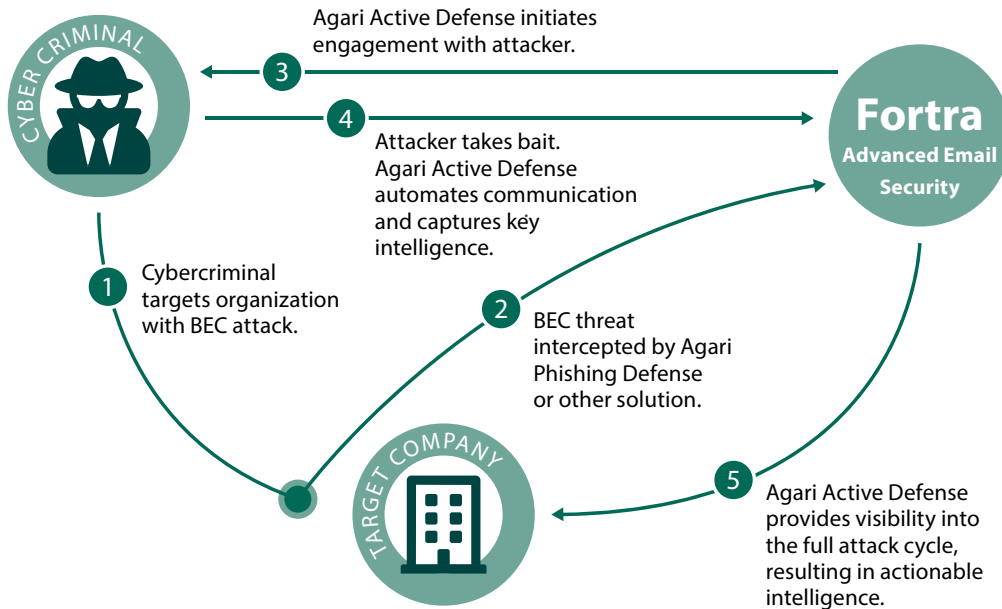 Agari Active Defense initiates
engagement with attacker.
CYBER CRIMINAL
3
4
Attacker takes bait.
Agari Active Defense
automates communication
and captures key
intelligence.
Fortra
Advanced Email
Security
1
Cybercriminal
targets organization
with BEC attack.
2
BEC threat
intercepted by Agari
Phishing Defense
or other solution.
TARGET COMPANY
5
Agari Active Defense
provides visibility into
the full attack cycle,
resulting in actionable
intelligence.